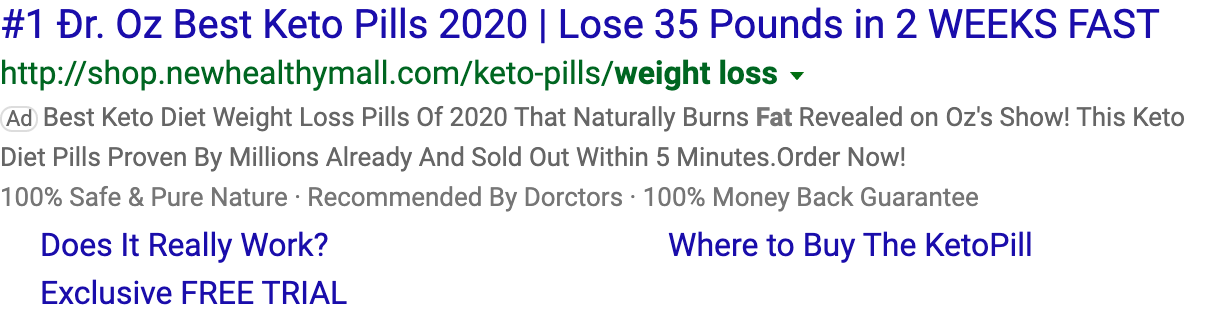 #1 Đr. Oz Best Keto Pills 2020 | Lose 35 Pounds in 2 WEEKS FAST
http://shop.newhealthymall.com/keto-pills/weight loss
Ad Best Keto Diet Weight Loss Pills Of 2020 That Naturally Burns Fat Revealed on Oz's Show! This Keto
Diet Pills Proven By Millions Already And Sold Out Within 5 Minutes.Order Now!
100% Safe & Pure Nature · Recommended By Dorctors · 100% Money Back Guarantee
Does It Really Work?
Where to Buy The KetoPill
Exclusive FREE TRIAL